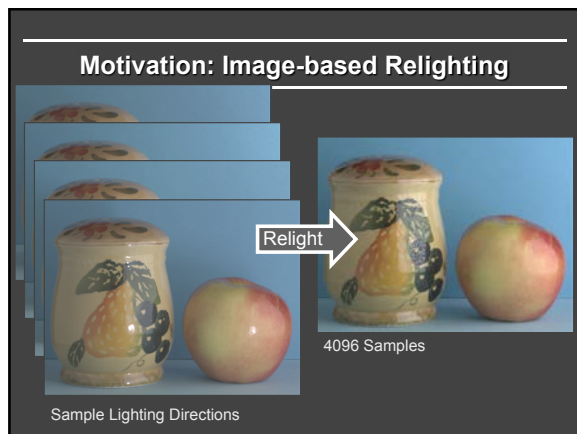 Motivation: Image-based Relighting
Relight
4096 Samples
Sample Lighting Directions